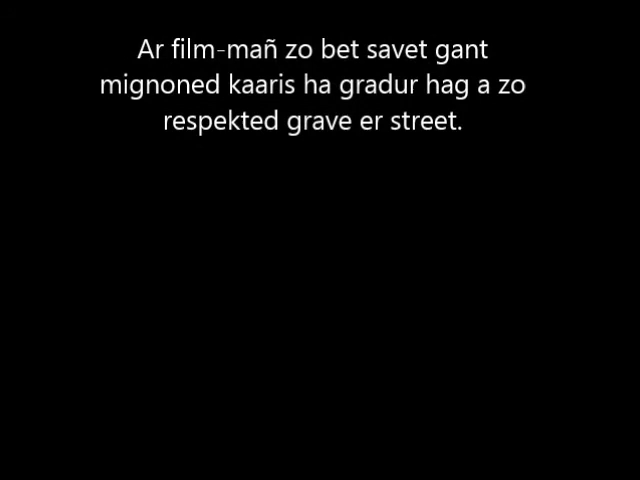 Ar film-mañ zo bet savet gant
mignoned kaaris ha gradur hag a zo
respekted grave er street.